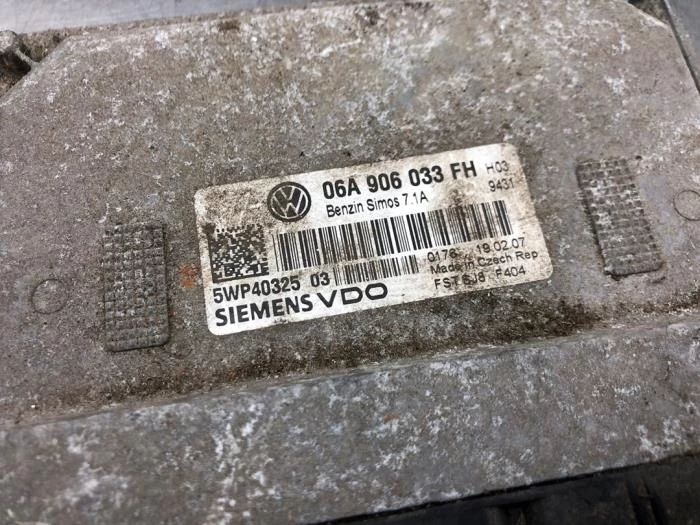 06A 906 033 FH H03
Benzin Simos 7.1A 9431
0176 19.02.07
5WP40325 03 Made in Czech Rep
SIEMENS VDO F404